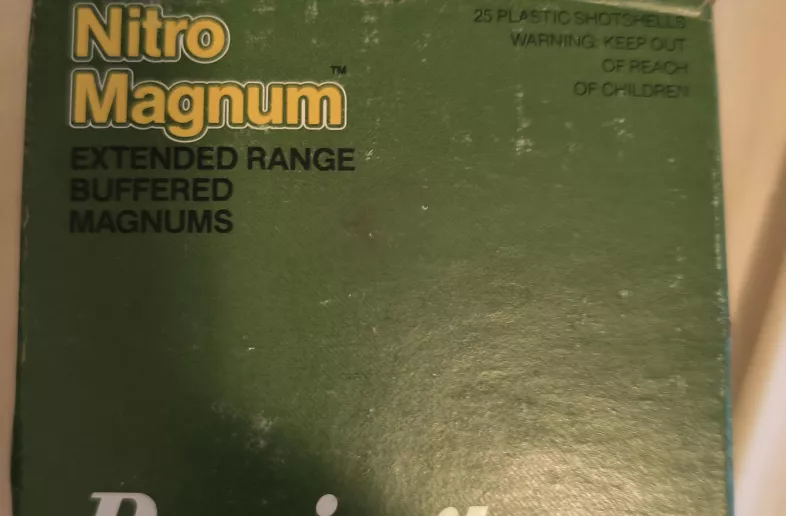 Nitro
Magnum™
EXTENDED RANGE
BUFFERED
MAGNUMS
25 PLASTIC SHOTSHELLS
WARNING: KEEP OUT
OF REACH
OF CHILDREN